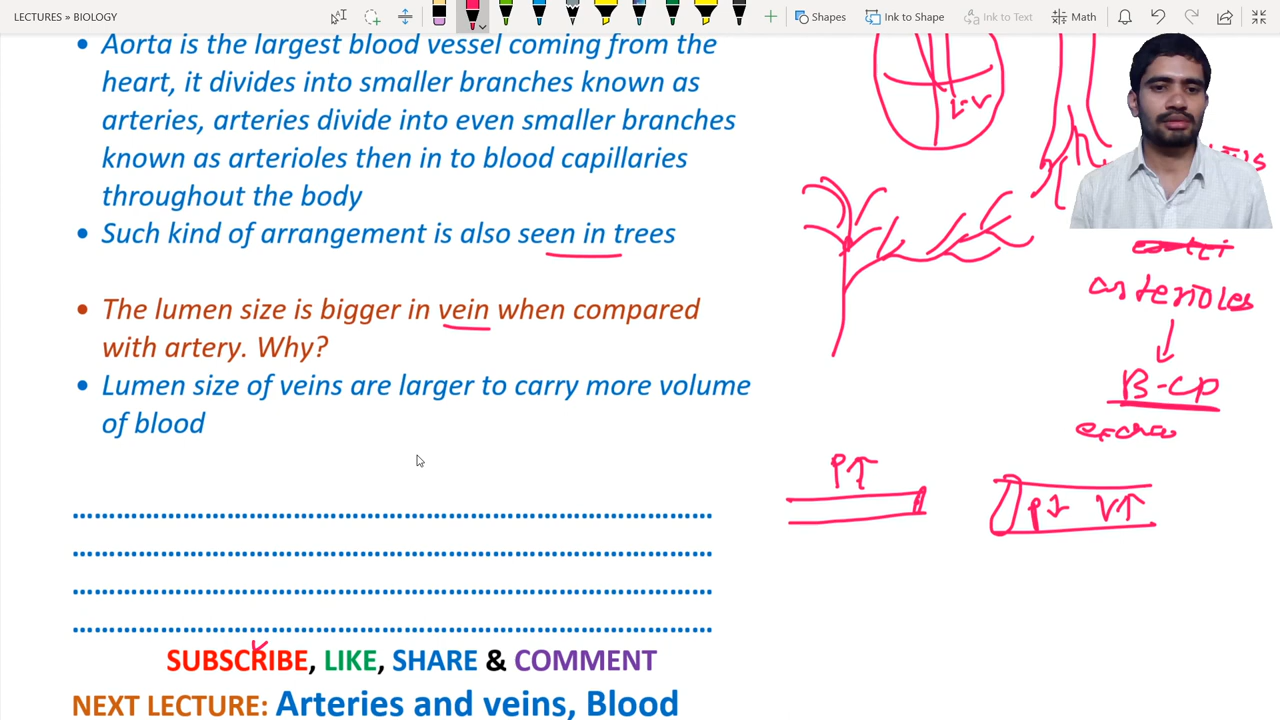 LECTURES » BIOLOGY
Shapes
Ink to Shape
Ink to Text
Math
• Aorta is the largest blood vessel coming from the
heart, it divides into smaller branches known as
arteries, arteries divide into even smaller branches
known as arterioles then in to blood capillaries
throughout the body
• Such kind of arrangement is also seen in trees
• The lumen size is bigger in vein when compared
with artery. Why?
• Lumen size of veins are larger to carry more volume
of blood
L-V
arterioles
B-CP
P↑
P↓ V↑
........................................................................................
........................................................................................
........................................................................................
........................................................................................
SUBSCRIBE, LIKE, SHARE & COMMENT
NEXT LECTURE: Arteries and veins, Blood